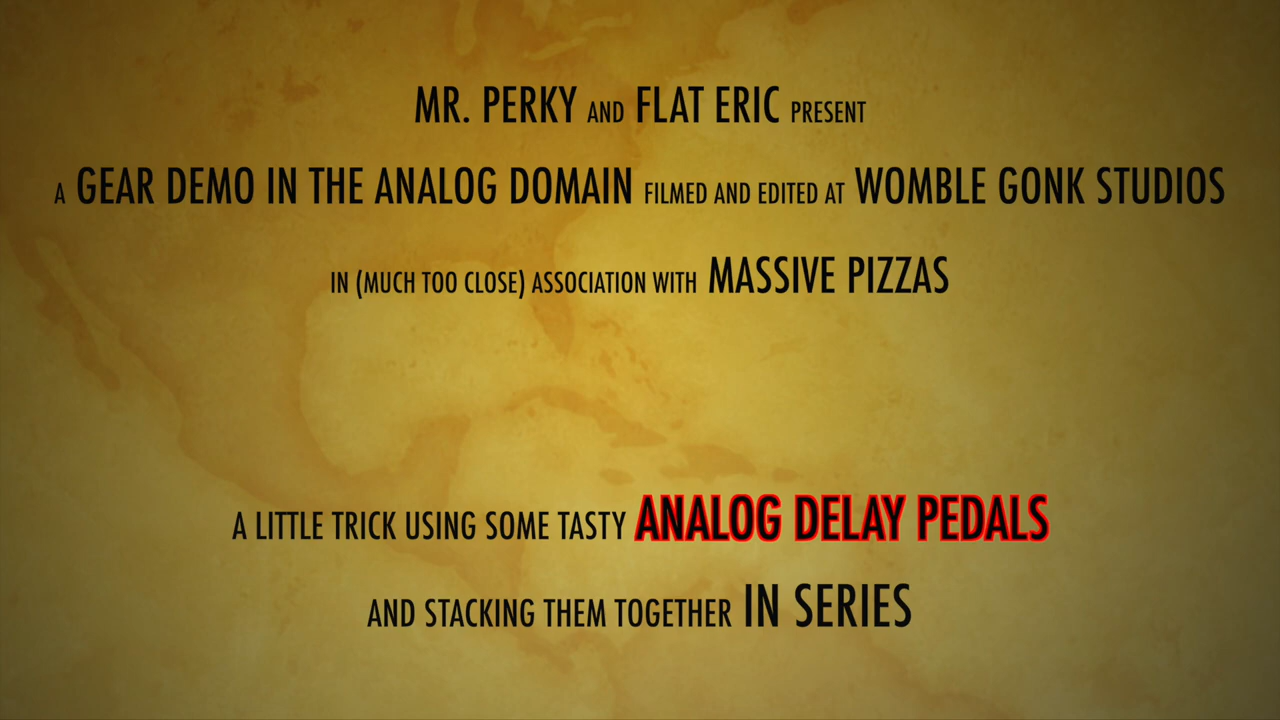 MR. PERKY AND FLAT ERIC PRESENT
A GEAR DEMO IN THE ANALOG DOMAIN FILMED AND EDITED AT WOMBLE GONK STUDIOS
IN (MUCH TOO CLOSE) ASSOCIATION WITH MASSIVE PIZZAS
A LITTLE TRICK USING SOME TASTY ANALOG DELAY PEDALS
AND STACKING THEM TOGETHER IN SERIES